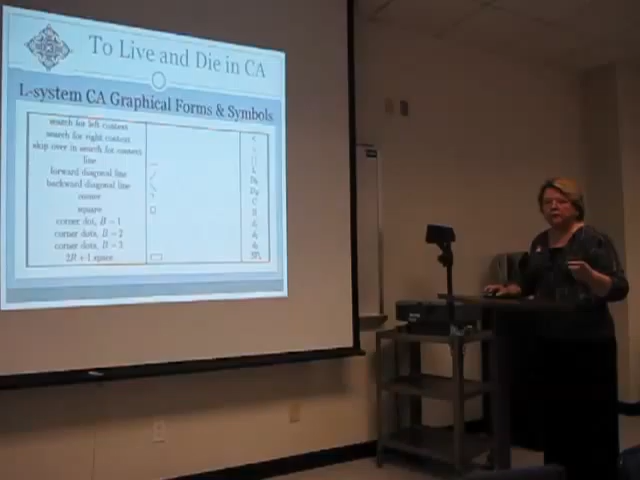 To Live and Die in CA
L-system CA Graphical Forms & Symbols
search for left context
search for right context
skip over in search for context
line
forward diagonal line
backward diagonal line
corner
square
corner dot, B = 1
corner dots, B = 2
corner dots, B = 3
2B + 1 space